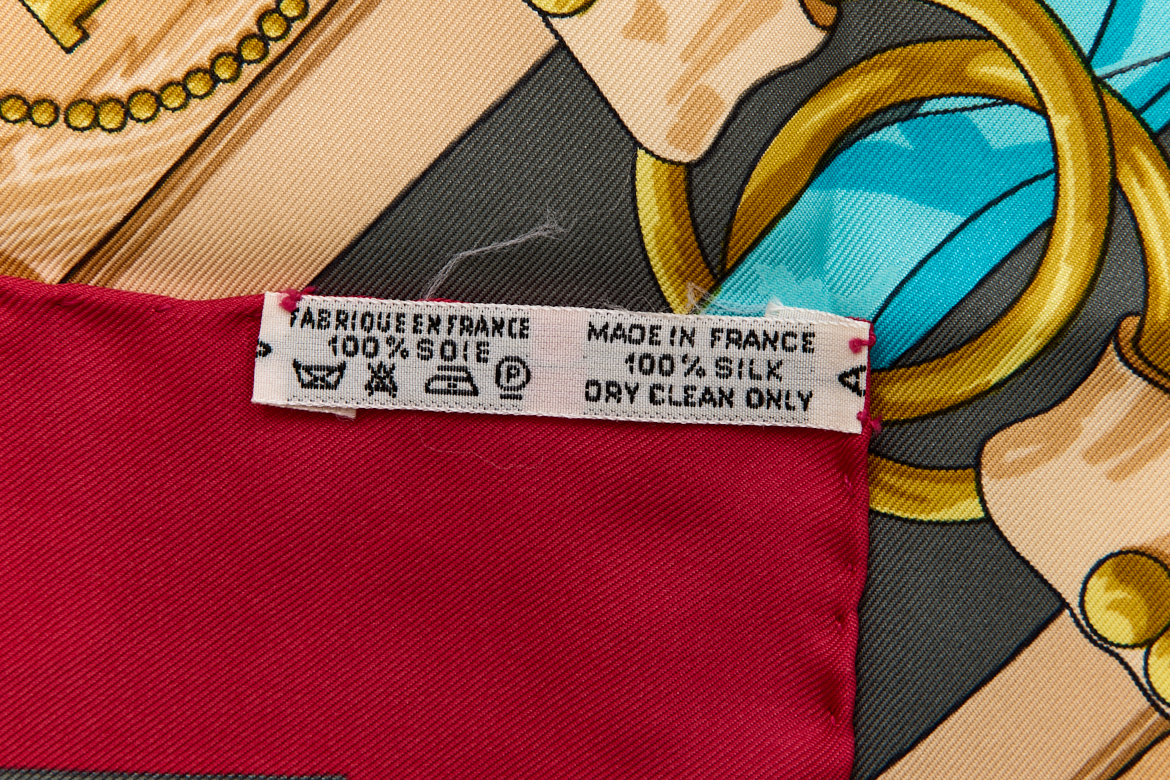 FABRIQUE EN FRANCE
100% SOIE
P
MADE IN FRANCE
100% SILK
DRY CLEAN ONLY
A